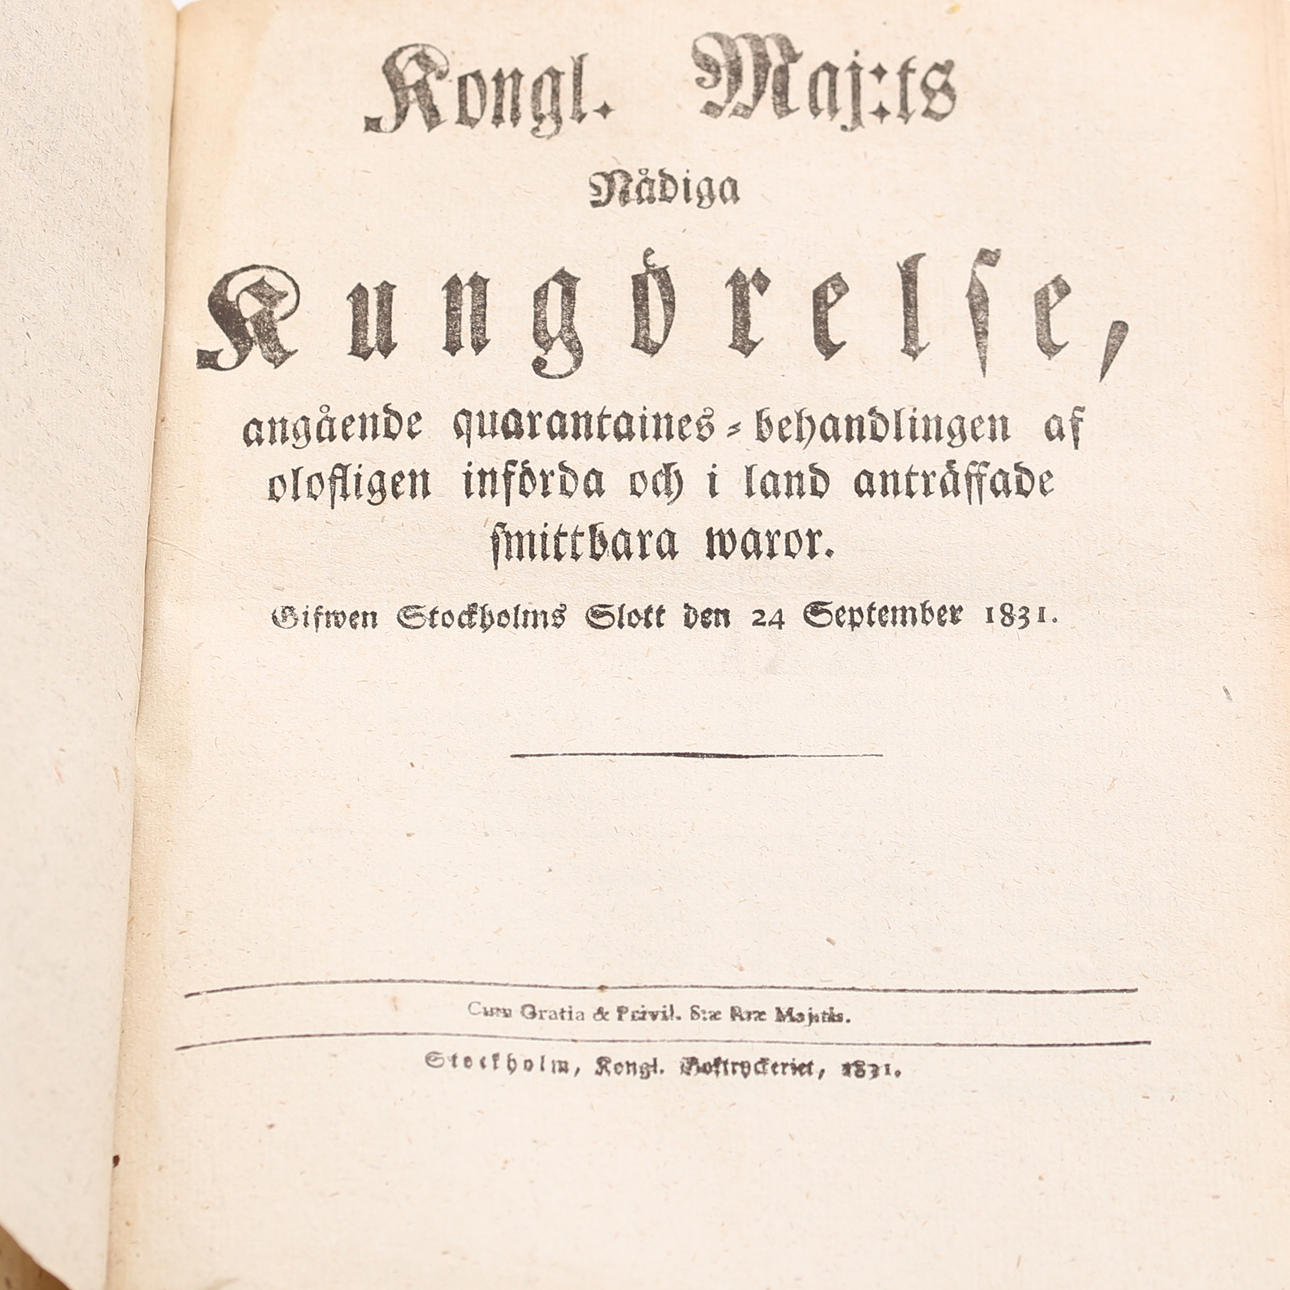 Kongl. Maj:ts
Nådiga
Kungörelse,
angående quarantaines-behandlingen af
olofligen införda och i land anträffade
smittbara waror.
Gifwen Stockholms Slott den 24 September 1831.
Cum Gratia & Privil. S:æ R:æ Maj:tis.
Stockholm, Kongl. Boktryckeriet, 1831.